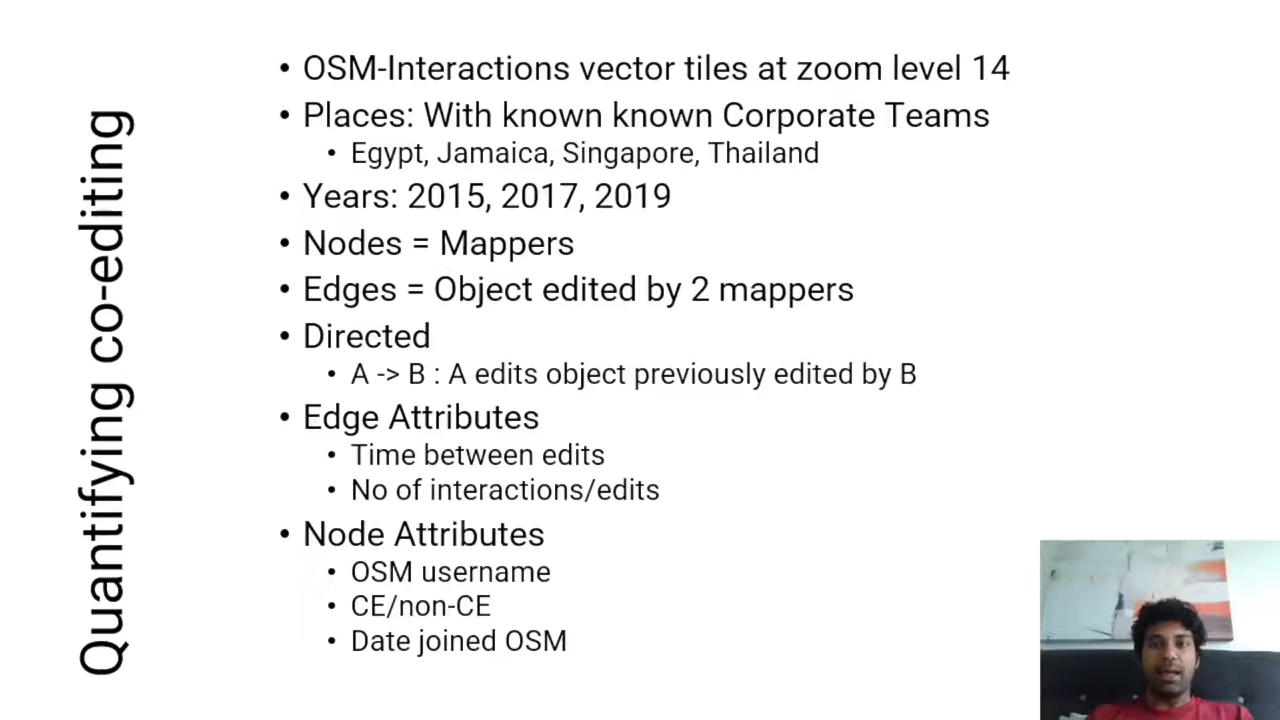 Quantifying co-editing
• OSM-Interactions vector tiles at zoom level 14
• Places: With known known Corporate Teams
• Egypt, Jamaica, Singapore, Thailand
• Years: 2015, 2017, 2019
• Nodes = Mappers
• Edges = Object edited by 2 mappers
• Directed
• A -> B : A edits object previously edited by B
• Edge Attributes
• Time between edits
• No of interactions/edits
• Node Attributes
• OSM username
• CE/non-CE
• Date joined OSM